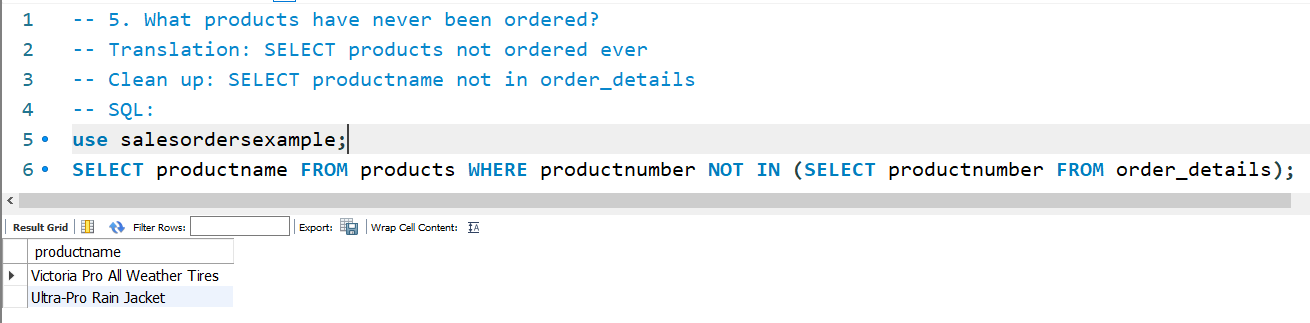 1 -- 5. What products have never been ordered?
2 -- Translation: SELECT products not ordered ever
3 -- Clean up: SELECT productname not in order_details
4 -- SQL:
5 use salesordersexample;
6 SELECT productname FROM products WHERE productnumber NOT IN (SELECT productnumber FROM order_details);
Result Grid Filter Rows: Export: Wrap Cell Content: IA
productname
Victoria Pro All Weather Tires
Ultra-Pro Rain Jacket